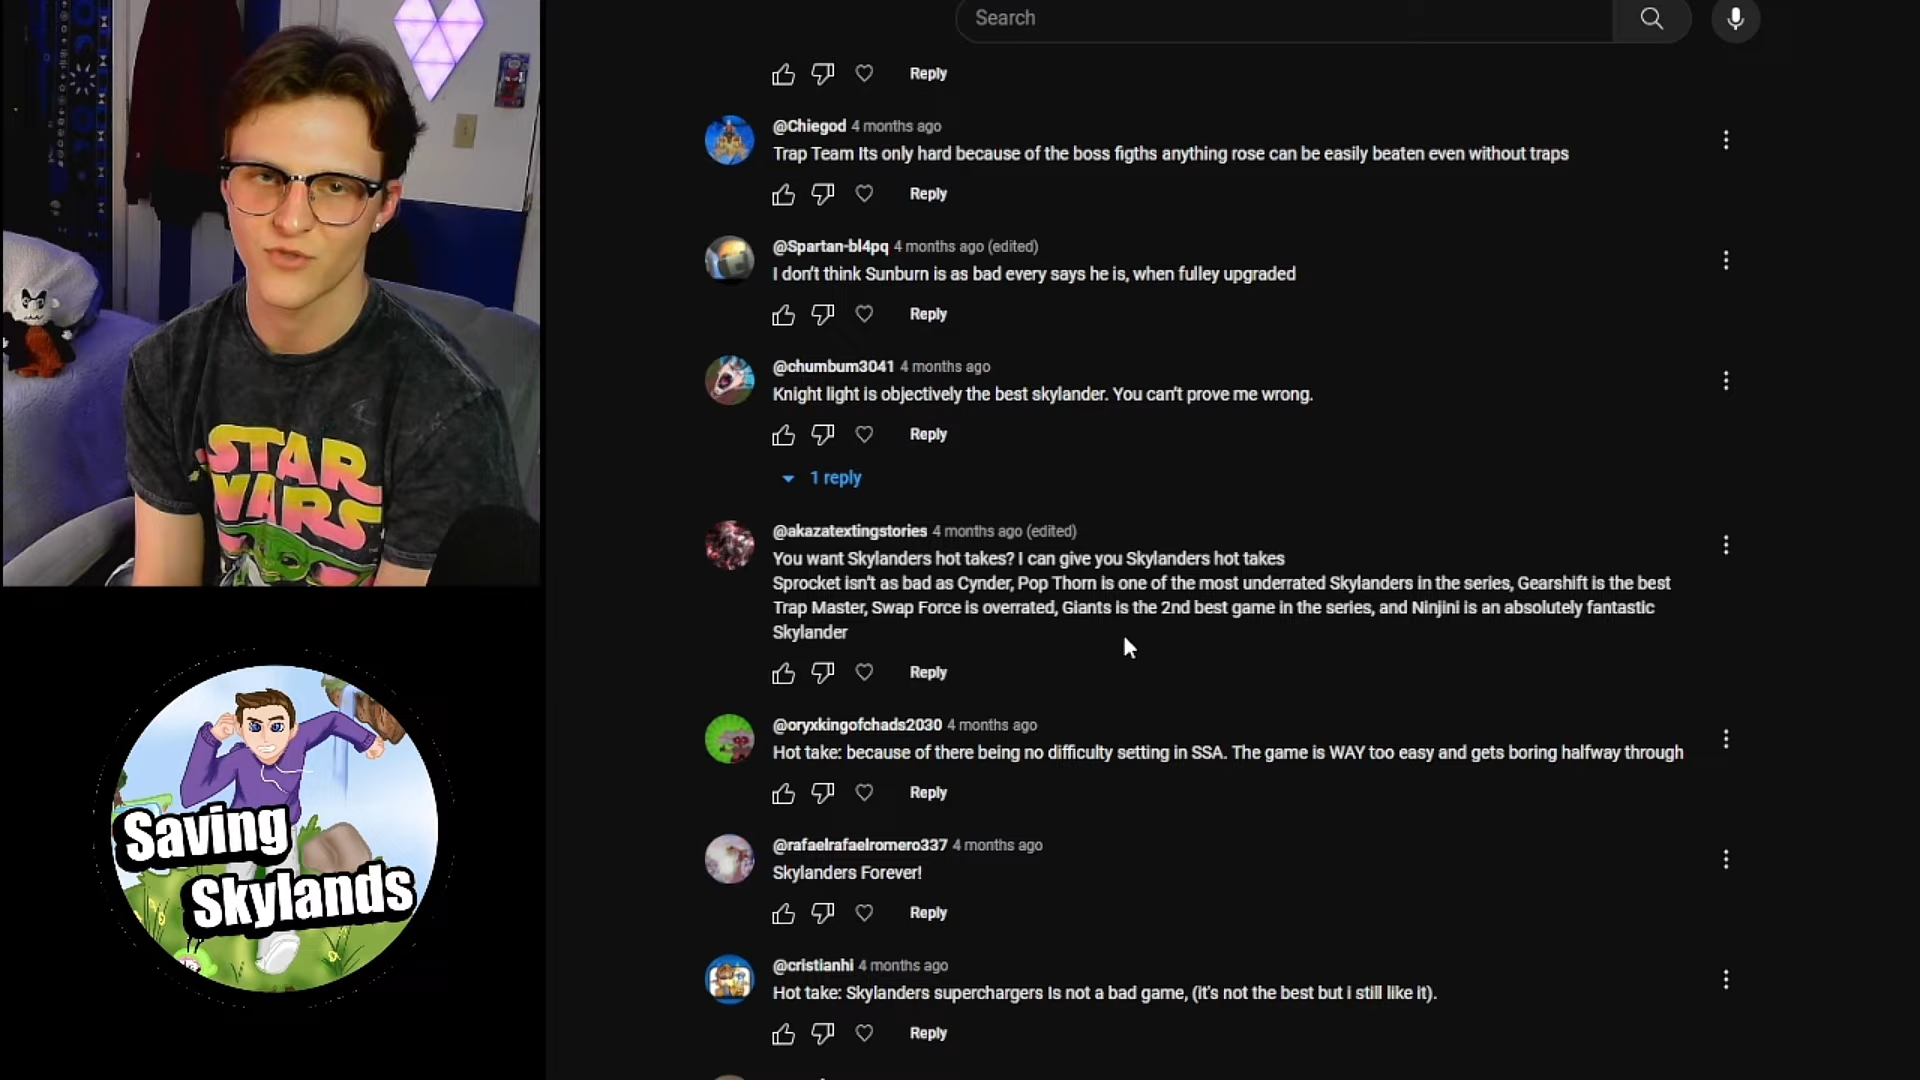 Search
Reply
@Chiegod 4 months ago
Trap Team Its only hard because of the boss figths anything rose can be easily beaten even without traps
Reply
@Spartan-bl4pq 4 months ago (edited)
I don't think Sunburn is as bad every says he is, when fulley upgraded
Reply
@chumbum3041 4 months ago
Knight light is objectively the best skylander. You can't prove me wrong.
Reply
1 reply
@akazatextingstories 4 months ago (edited)
You want Skylanders hot takes? I can give you Skylanders hot takes
Sprocket isn't as bad as Cynder, Pop Thorn is one of the most underrated Skylanders in the series, Gearshift is the best
Trap Master, Swap Force is overrated, Giants is the 2nd best game in the series, and Ninjini is an absolutely fantastic
Skylander
Reply
@oryxkingofchads2030 4 months ago
Hot take: because of there being no difficulty setting in SSA. The game is WAY too easy and gets boring halfway through
Reply
@rafaelrafaelromero337 4 months ago
Skylanders Forever!
Reply
@cristianhi 4 months ago
Hot take: Skylanders superchargers Is not a bad game, (it's not the best but i still like it).
Reply
STAR
WARS
Saving
Skylands